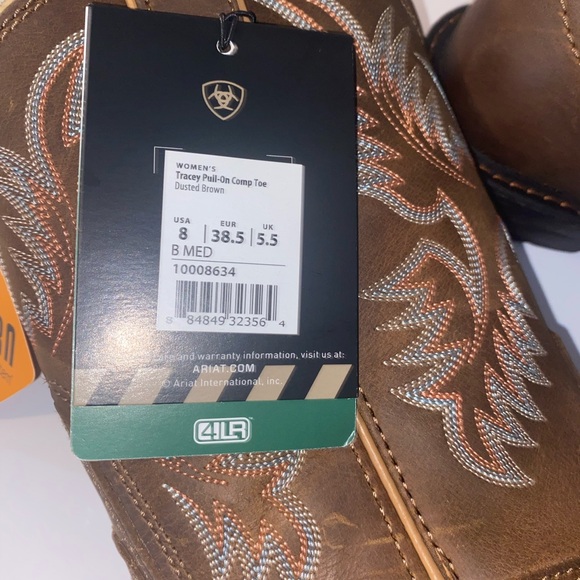 WOMEN'S
Tracey Pull-On Comp Toe
Dusted Brown
USA EUR UK
8 38.5 5.5
B MED
10008634
8 84849 32356 4
and warranty information, visit us at:
ARIAT.COM
© Ariat International, inc.
4LR